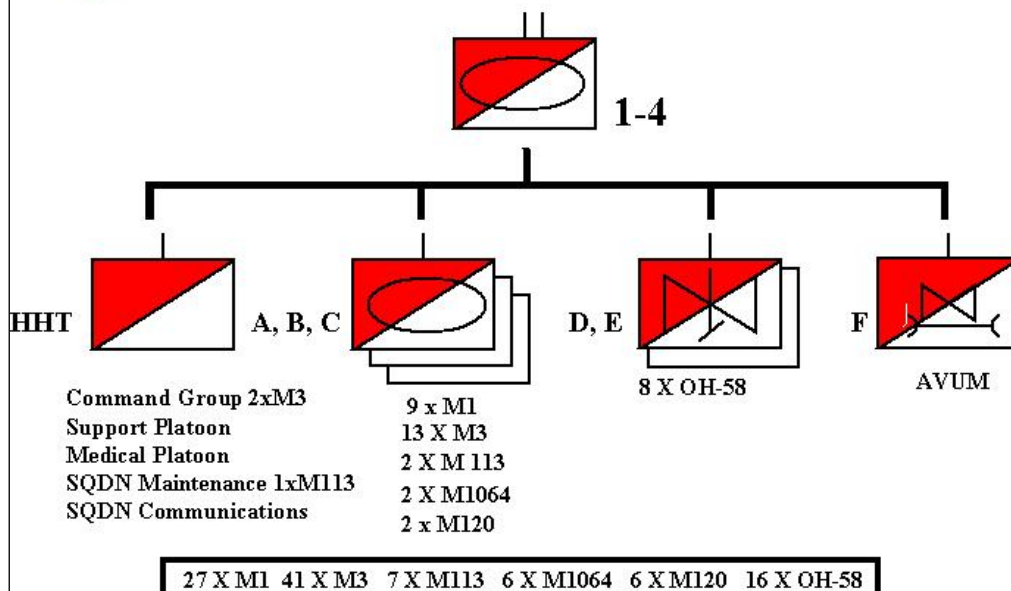 1-4
HHT
Command Group 2xM3
Support Platoon
Medical Platoon
SQDN Maintenance 1xM113
SQDN Communications
A, B, C
9 x M1
13 X M3
2 X M 113
2 X M1064
2 x M120
D, E
8 X OH-58
F
AVUM
27 X M1 41 X M3 7 X M113 6 X M1064 6 X M120 16 X OH-58